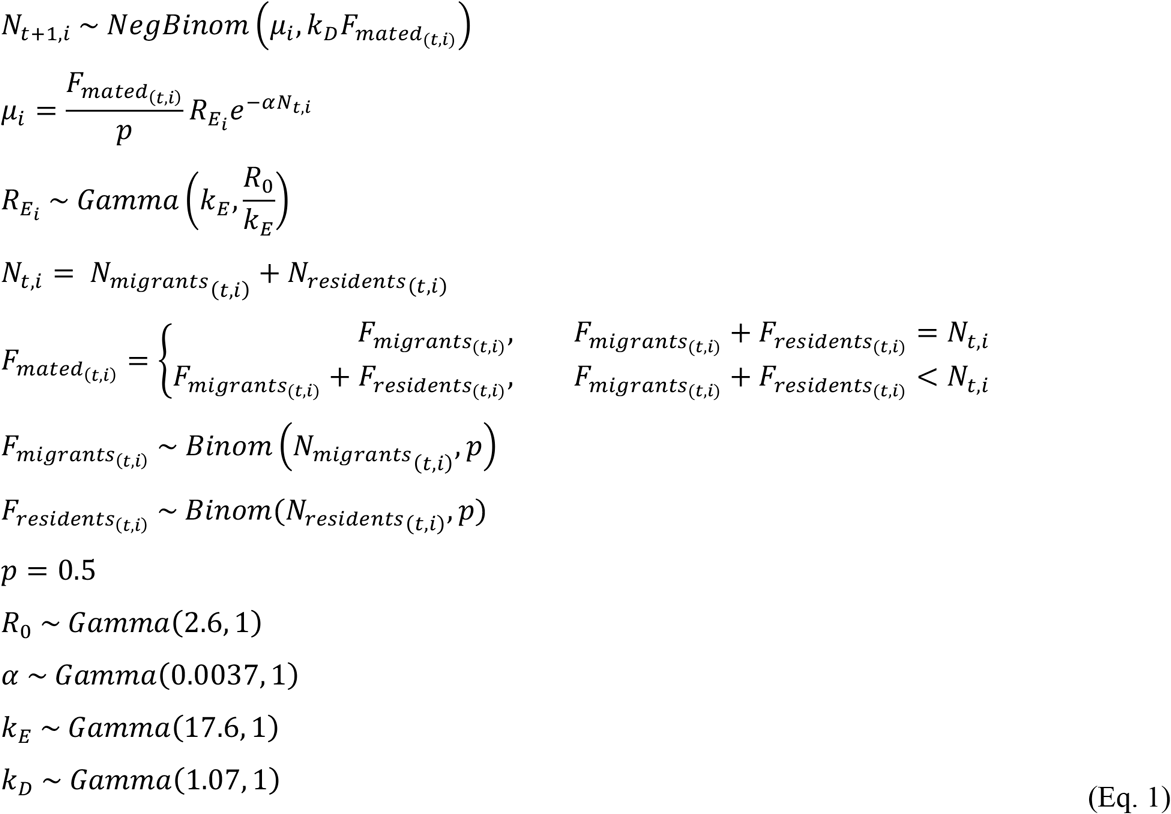 N_{t+1,i} ~ NegBinom(μ_i, k_D F_{mated_{(t,i)}})
μ_i = \frac{F_{mated_{(t,i)}}}{p} R_{E_i} e^{-αN_{t,i}}
R_{E_i} ~ Gamma(k_E, \frac{R_0}{k_E})
N_{t,i} = N_{migrants_{(t,i)}} + N_{residents_{(t,i)}}
F_{mated_{(t,i)}} = { F_{migrants_{(t,i)}}, F_{migrants_{(t,i)}} + F_{residents_{(t,i)}} = N_{t,i}
F_{migrants_{(t,i)}} + F_{residents_{(t,i)}}, F_{migrants_{(t,i)}} + F_{residents_{(t,i)}} < N_{t,i}
F_{migrants_{(t,i)}} ~ Binom(N_{migrants_{(t,i)}}, p)
F_{residents_{(t,i)}} ~ Binom(N_{residents_{(t,i)}}, p)
p = 0.5
R_0 ~ Gamma(2.6, 1)
α ~ Gamma(0.0037, 1)
k_E ~ Gamma(17.6, 1)
k_D ~ Gamma(1.07, 1)
(Eq. 1)